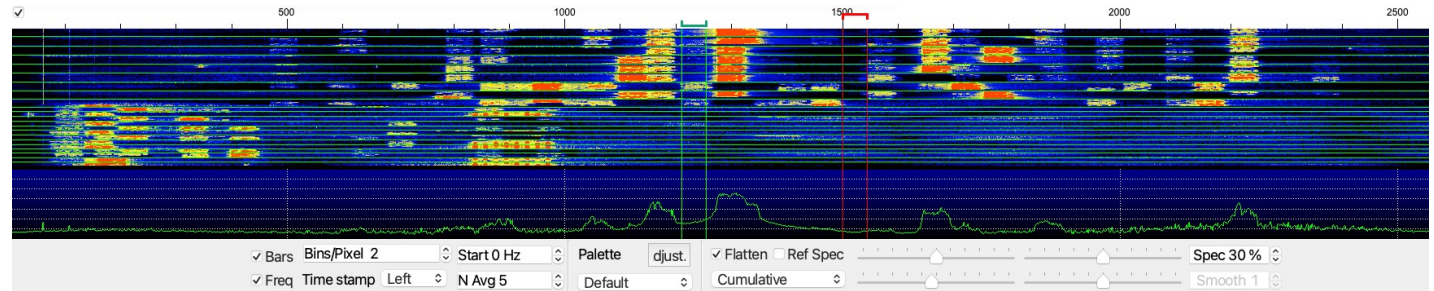 500 1000 1500 2000 2500
Bars Bins/Pixel 2 Start 0 Hz Palette djust. Flatten Ref Spec Spec 30 %
Freq Time stamp Left N Avg 5 Default Cumulative Smooth 1